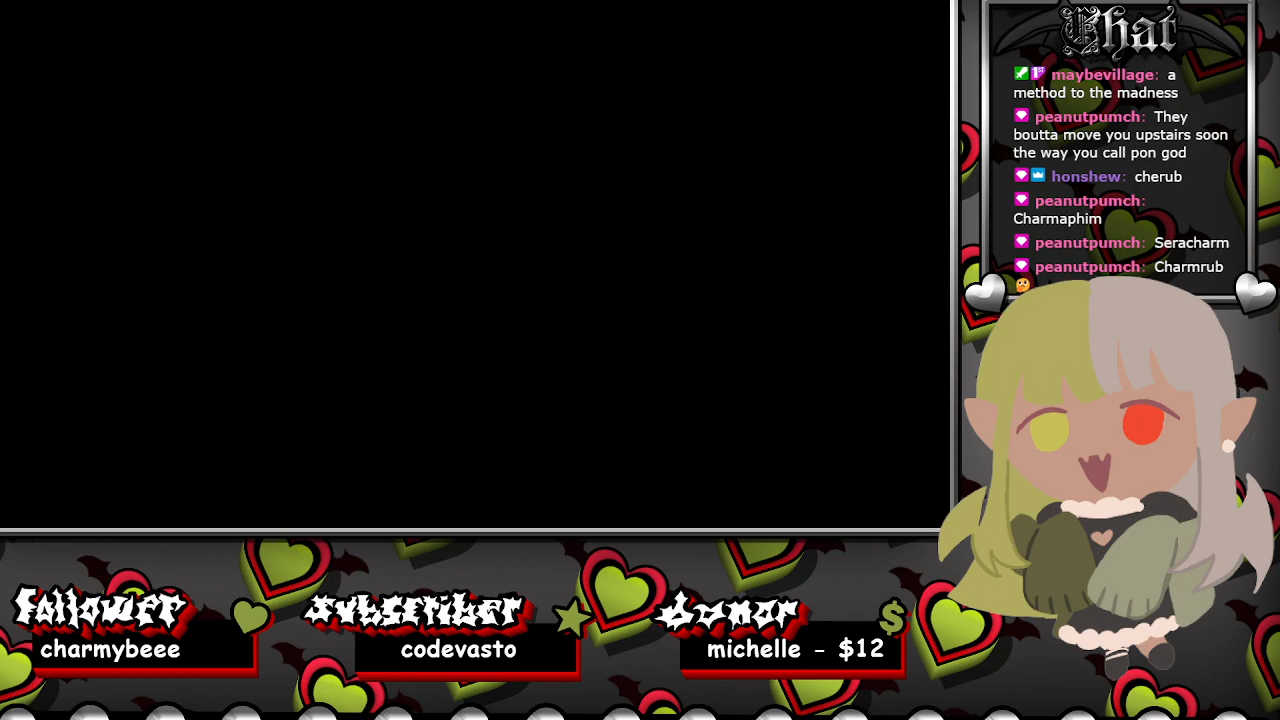 Chat
maybevillage: a
method to the madness
peanutpumch: They
boutta move you upstairs soon
the way you call pon god
honshew: cherub
peanutpumch:
Charmaphim
peanutpumch: Seracharm
peanutpumch: Charmrub
follower
charmybeee
subscriber
codevasto
donor
$
michelle - $12